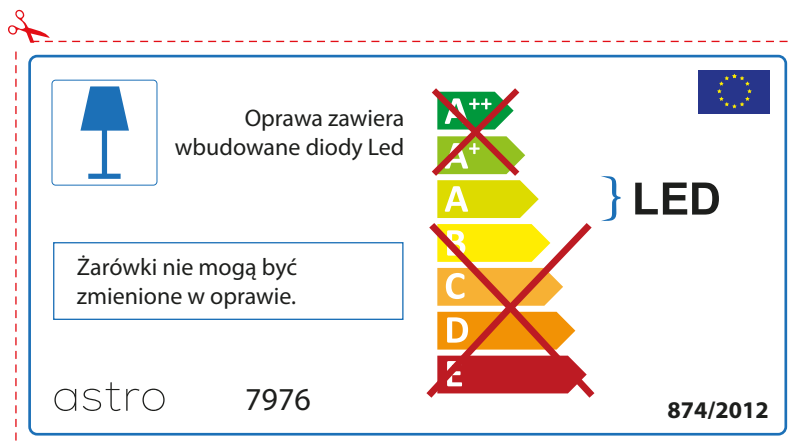 Oprawa zawiera
wbudowane diody Led
A++
A+
A
B
C
D
E
LED
Żarówki nie mogą być
zmienione w oprawie.
astro
7976
874/2012